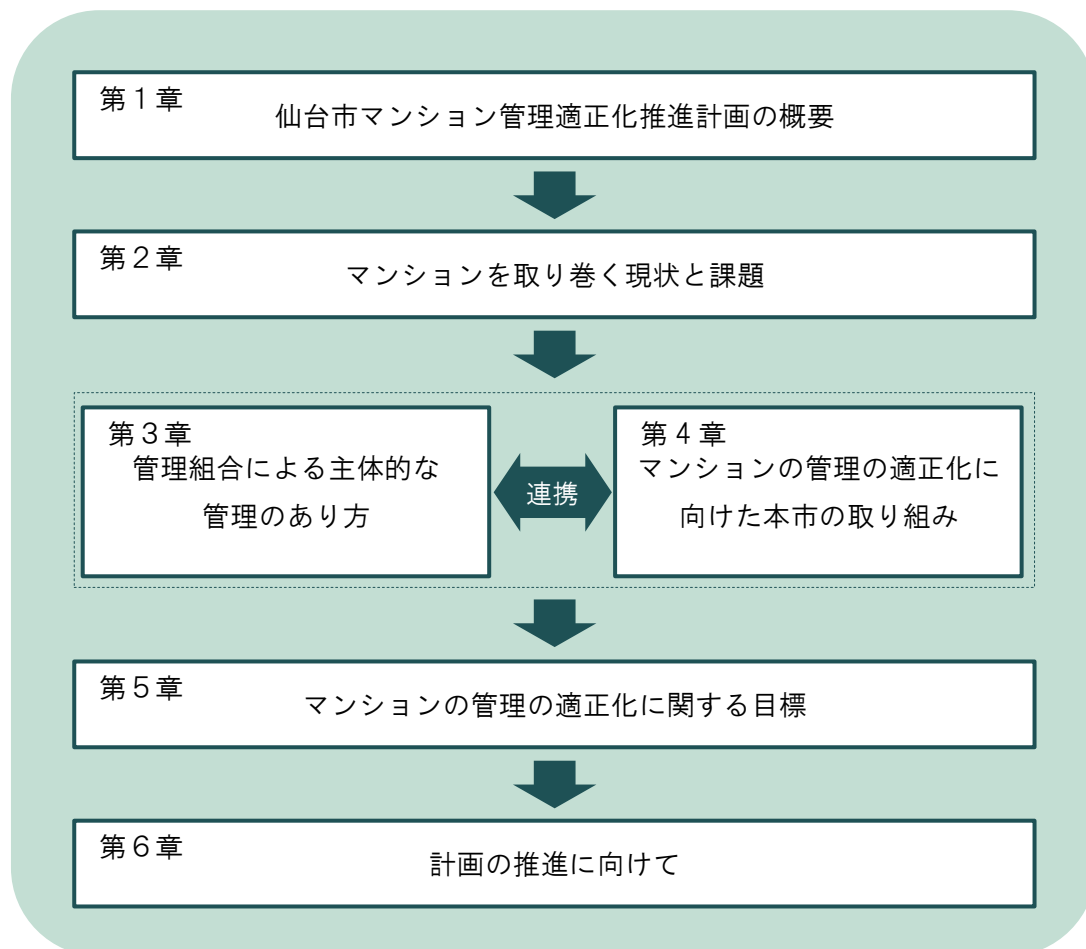 第１章
仙台市マンション管理適正化推進計画の概要
第２章
マンションを取り巻く現状と課題
第３章
管理組合による主体的な
管理のあり方
連携
第４章
マンションの管理の適正化に
向けた本市の取り組み
第５章
マンションの管理の適正化に関する目標
第６章
計画の推進に向けて